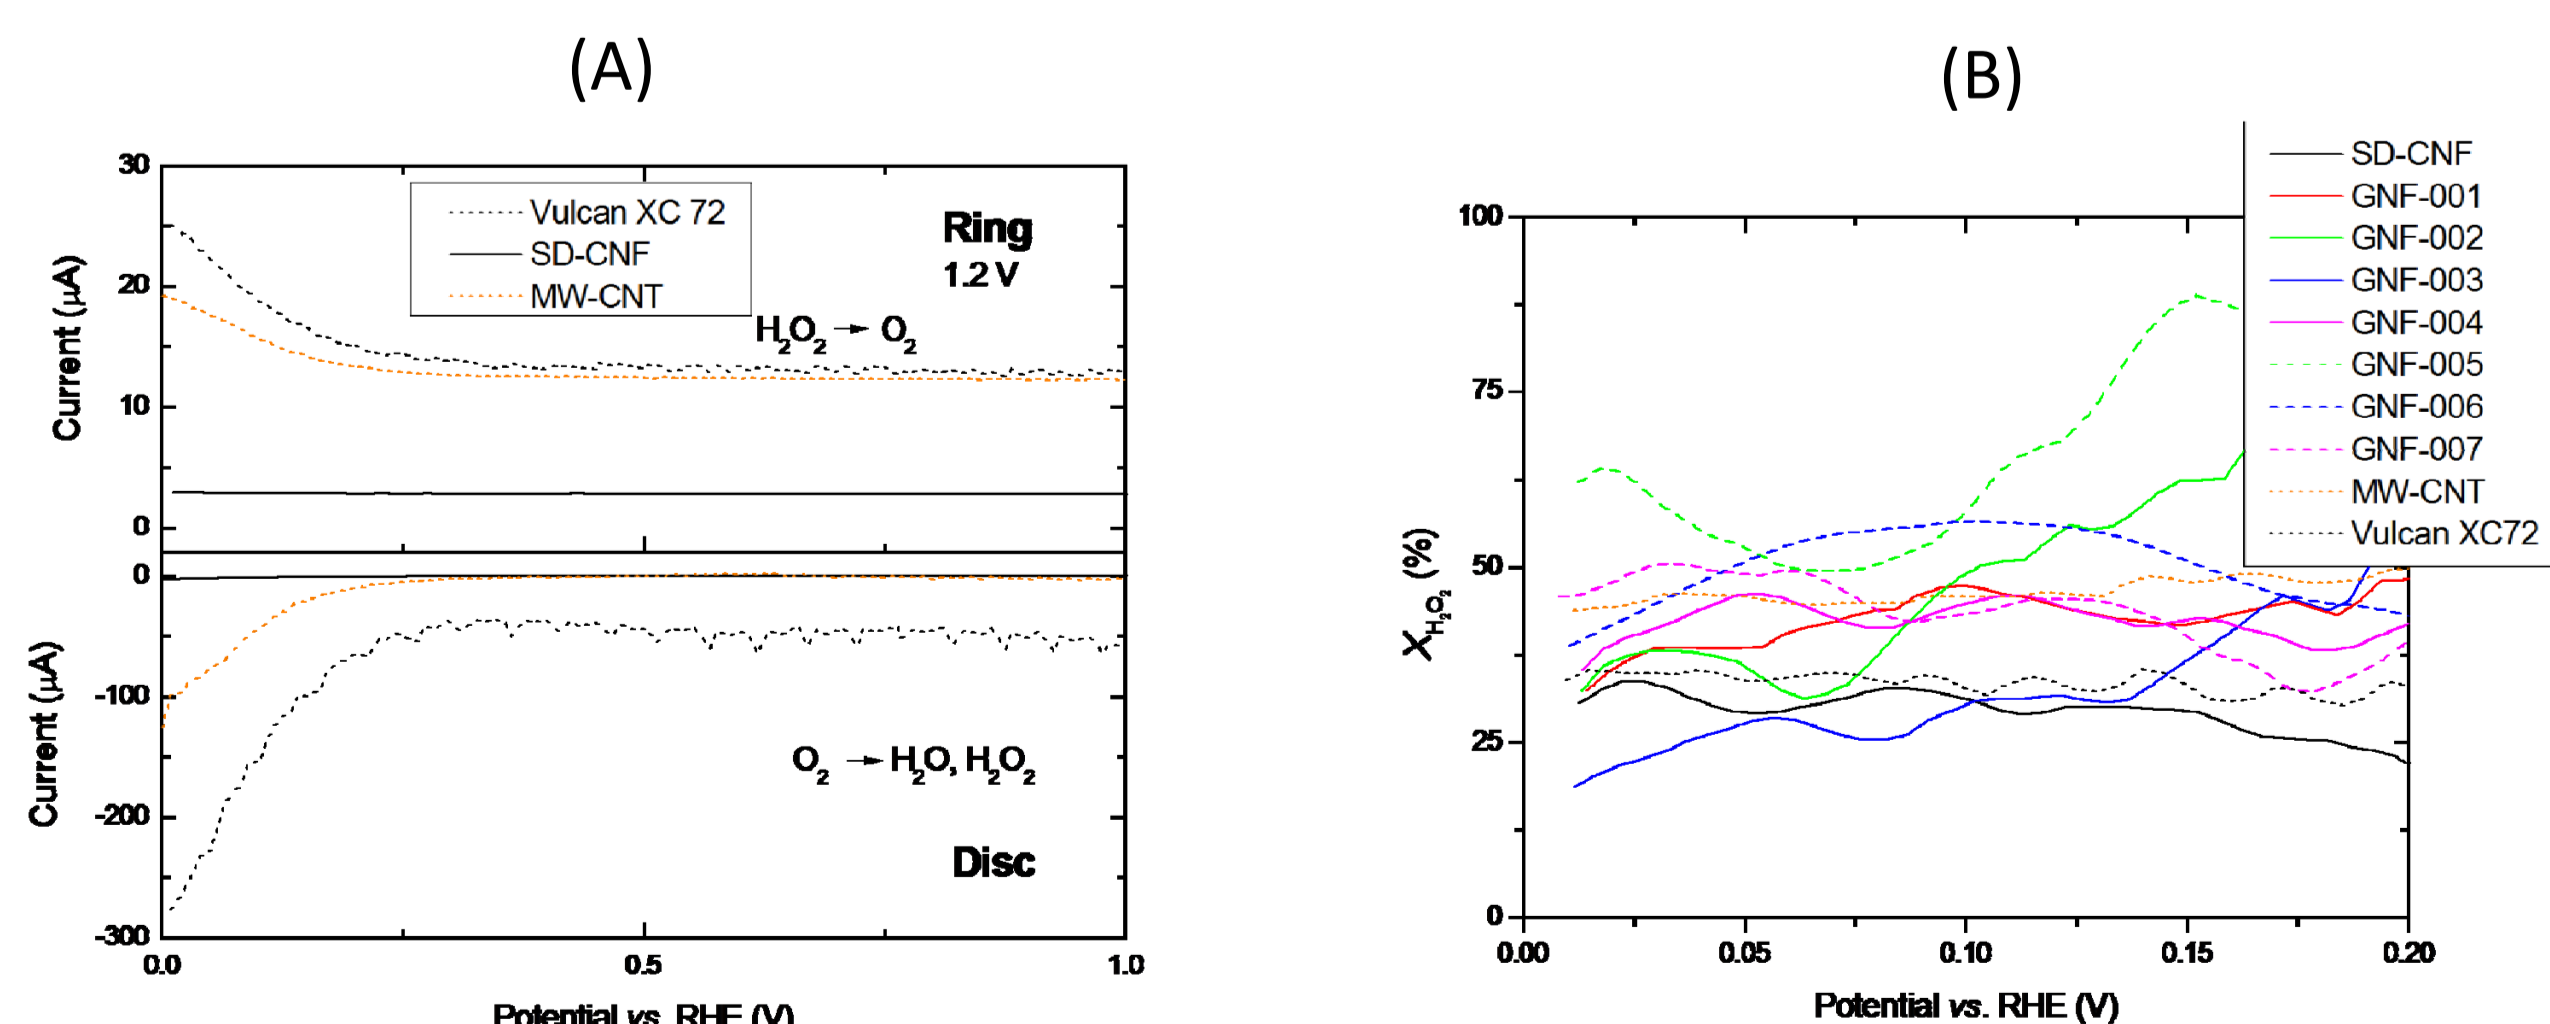 (A)
30
20
10
0
0
-100
-200
-300
0.0
0.5
1.0
Current (µA)
Current (µA)
Vulcan XC 72
SD-CNF
MW-CNT
Ring
1.2 V
H2O2 → O2
O2 → H2O, H2O2
Disc
Potential vs. RHE (V)
(B)
100
75
50
25
0
0.00
0.05
0.10
0.15
0.20
XH2O2 (%)
SD-CNF
GNF-001
GNF-002
GNF-003
GNF-004
GNF-005
GNF-006
GNF-007
MW-CNT
Vulcan XC72
Potential vs. RHE (V)